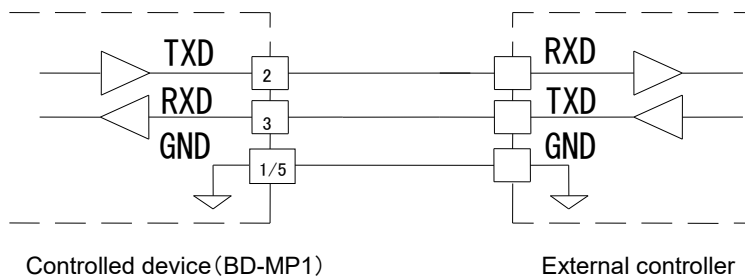 TXD 2 RXD
RXD 3 TXD
GND 1/5 GND
Controlled device（BD-MP1） External controller